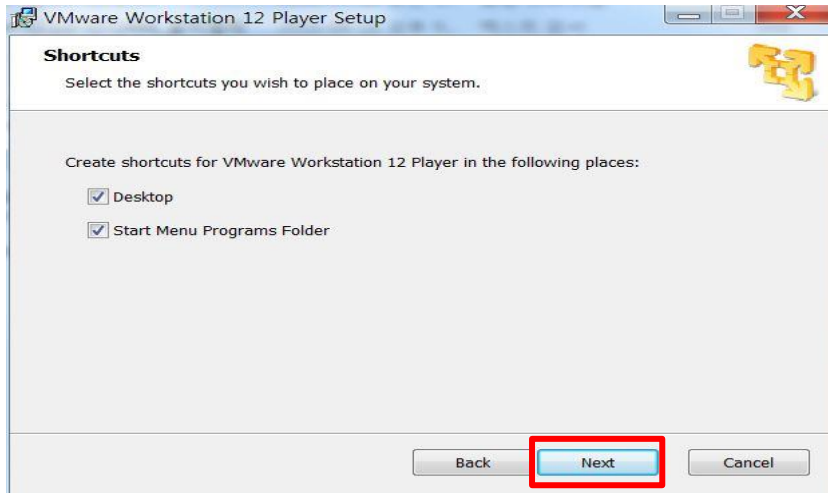 VMware Workstation 12 Player Setup
Shortcuts
Select the shortcuts you wish to place on your system.
Create shortcuts for VMware Workstation 12 Player in the following places:
Desktop
Start Menu Programs Folder
Back Next Cancel